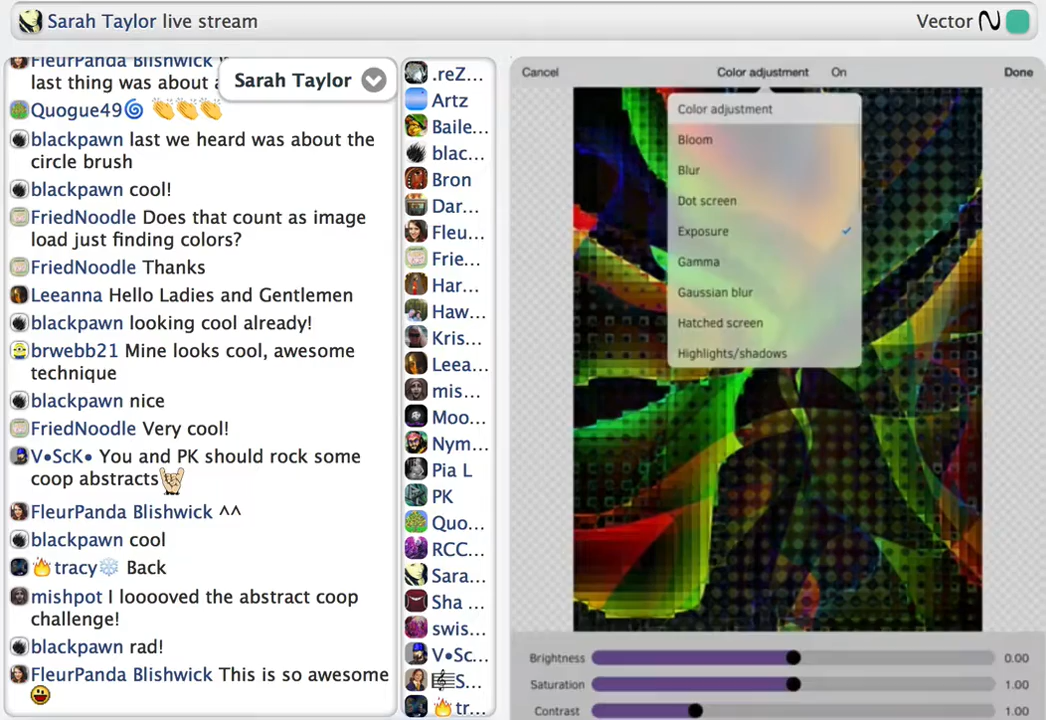 Sarah Taylor live stream
Vector
FleurPanda Blishwick
last thing was about a
Sarah Taylor
Quogue49🌀 👏👏👏
blackpawn last we heard was about the
circle brush
blackpawn cool!
FriedNoodle Does that count as image
load just finding colors?
FriedNoodle Thanks
Leeanna Hello Ladies and Gentlemen
blackpawn looking cool already!
brwebb21 Mine looks cool, awesome
technique
blackpawn nice
FriedNoodle Very cool!
V•ScK• You and PK should rock some
coop abstracts🤘
FleurPanda Blishwick ^^
blackpawn cool
🔥tracy❄️ Back
mishpot I looooved the abstract coop
challenge!
blackpawn rad!
FleurPanda Blishwick This is so awesome
😃
.reZ...
Artz
Baile...
blac...
Bron
Dar...
Fleu...
Frie...
Har...
Haw...
Kris...
Leea...
mis...
Moo...
Nym...
Pia L
PK
Quo...
RCC...
Sara...
Sha ...
swis...
V•Sc...
🎼S...
🔥tr...
Cancel
Color adjustment
On
Done
Color adjustment
Bloom
Blur
Dot screen
Exposure ✓
Gamma
Gaussian blur
Hatched screen
Highlights/shadows
Brightness 0.00
Saturation 1.00
Contrast 1.00